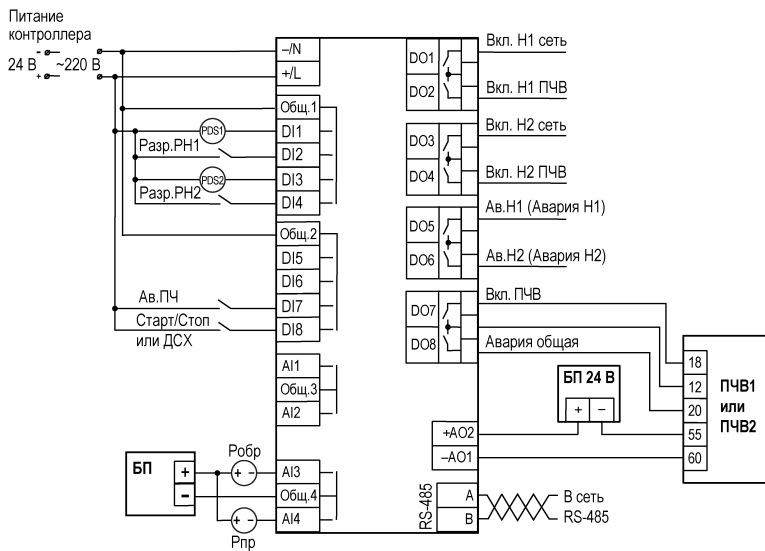 Питание
контроллера
- 24 В +
~220 В
–/N
+/L
Общ.1
PDS1
DI1
Разр.РН1
DI2
PDS2
DI3
Разр.РН2
DI4
Общ.2
DI5
DI6
Ав.ПЧ
DI7
Старт/Стоп
или ДСХ
DI8
AI1
Общ.3
AI2
БП
+
-
Pобр
+ -
AI3
Общ.4
AI4
+ -
Pпр
DO1
DO2
Вкл. Н1 сеть
Вкл. Н1 ПЧВ
DO3
DO4
Вкл. Н2 сеть
Вкл. Н2 ПЧВ
DO5
DO6
Ав.Н1 (Авария Н1)
Ав.Н2 (Авария Н2)
DO7
DO8
Вкл. ПЧВ
Авария общая
БП 24 В
+ –
+AO2
–AO1
18
12
20
55
60
ПЧВ1
или
ПЧВ2
RS-485
A
B
В сеть
RS-485